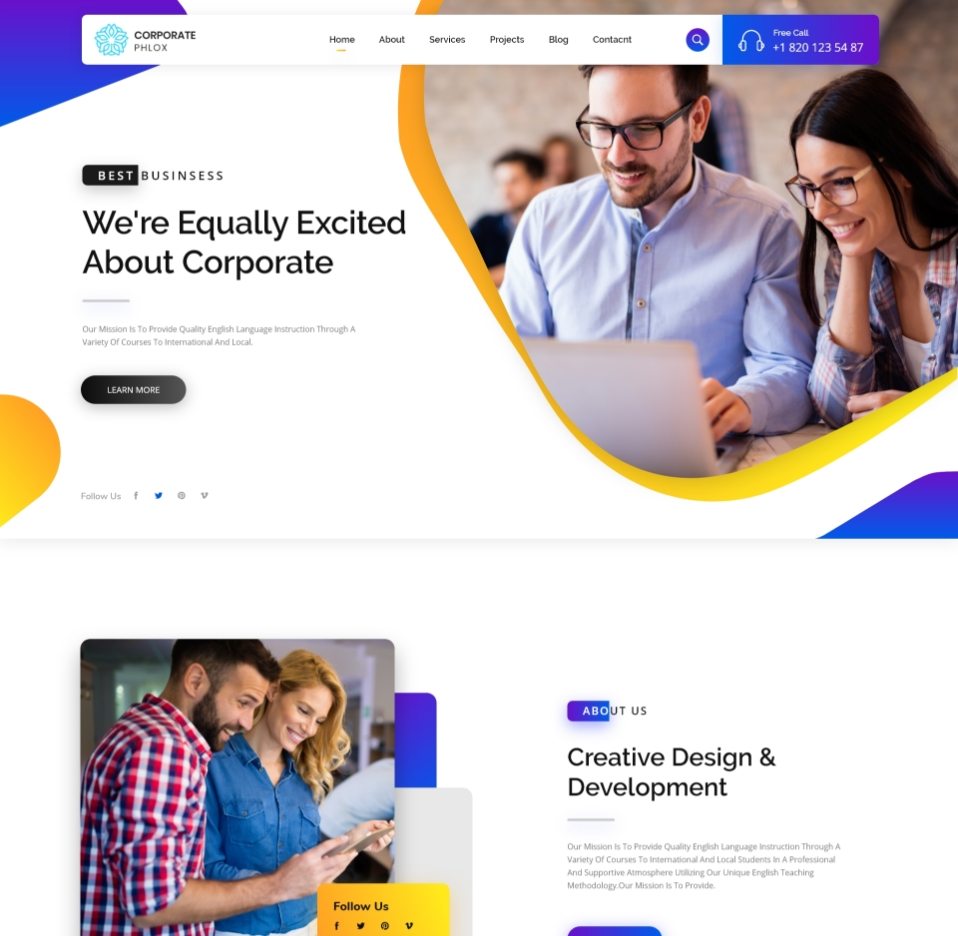 CORPORATE
PHLOX
Home About Services Projects Blog Contacnt
Free Call
+1 820 123 54 87
BEST BUSINSESS
We're Equally Excited
About Corporate
Our Mission Is To Provide Quality English Language Instruction Through A
Variety Of Courses To International And Local.
LEARN MORE
Follow Us
ABOUT US
Creative Design &
Development
Our Mission Is To Provide Quality English Language Instruction Through A
Variety Of Courses To International And Local Students In A Professional
And Supportive Atmosphere Utilizing Our Unique English Teaching
Methodology.Our Mission Is To Provide.
Follow Us